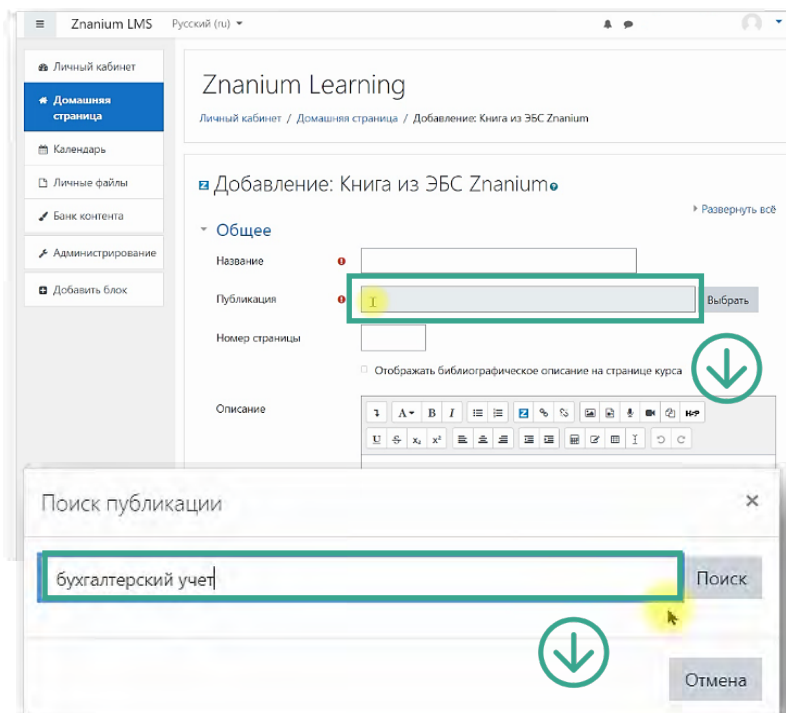 Znanium LMS Русский (ru)
Личный кабинет
Домашняя
страница
Календарь
Личные файлы
Банк контента
Администрирование
Добавить блок
Znanium Learning
Личный кабинет / Домашняя страница / Добавление: Книга из ЭБС Znanium
Добавление: Книга из ЭБС Znanium
Развернуть всё
Общее
Название
Публикация Выбрать
Номер страницы
Отображать библиографическое описание на странице курса
Описание
A B I Z H-P
U S x₂ x²
Поиск публикации ×
бухгалтерский учет Поиск
Отмена